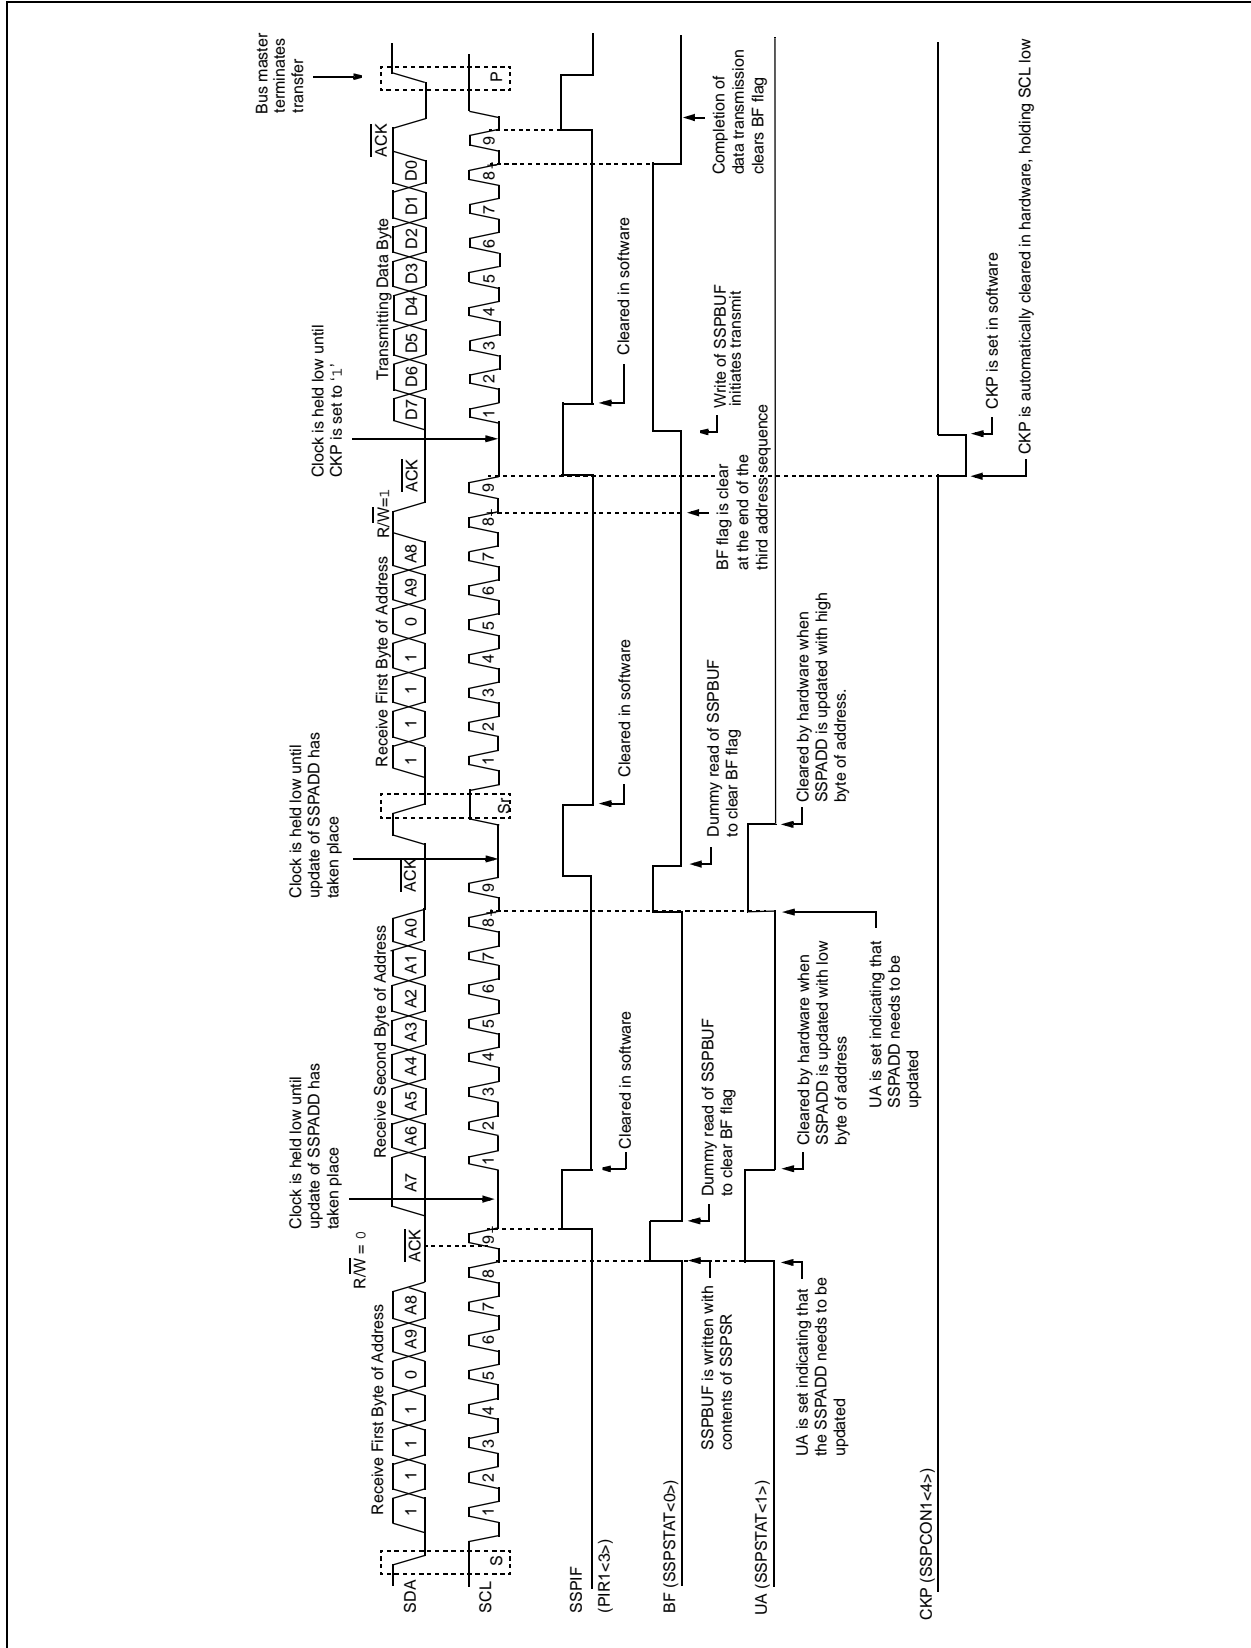 Bus master
terminates
transfer
Clock is held low until
update of SSPADD has
taken place
Clock is held low until
update of SSPADD has
taken place
Clock is held low until
CKP is set to ‘1’
R/W = 0
R/W=1
Receive First Byte of Address
ACK
Receive Second Byte of Address
ACK
Receive First Byte of Address
ACK
Transmitting Data Byte
ACK
SDA
1 1 1 1 0 A9 A8
A7 A6 A5 A4 A3 A2 A1 A0
1 1 1 1 0 A9 A8
D7 D6 D5 D4 D3 D2 D1 D0
SCL
S
1 2 3 4 5 6 7 8 9
1 2 3 4 5 6 7 8 9
Sr
1 2 3 4 5 6 7 8 9
1 2 3 4 5 6 7 8 9
P
SSPIF
(PIR1<3>)
Cleared in software
Cleared in software
Cleared in software
BF (SSPSTAT<0>)
SSPBUF is written with
contents of SSPSR
Dummy read of SSPBUF
to clear BF flag
Dummy read of SSPBUF
to clear BF flag
BF flag is clear
at the end of the
third address sequence
Write of SSPBUF
initiates transmit
Completion of
data transmission
clears BF flag
UA (SSPSTAT<1>)
UA is set indicating that
the SSPADD needs to be
updated
Cleared by hardware when
SSPADD is updated with low
byte of address
UA is set indicating that
SSPADD needs to be
updated
Cleared by hardware when
SSPADD is updated with high
byte of address.
CKP (SSPCON1<4>)
CKP is set in software
CKP is automatically cleared in hardware, holding SCL low